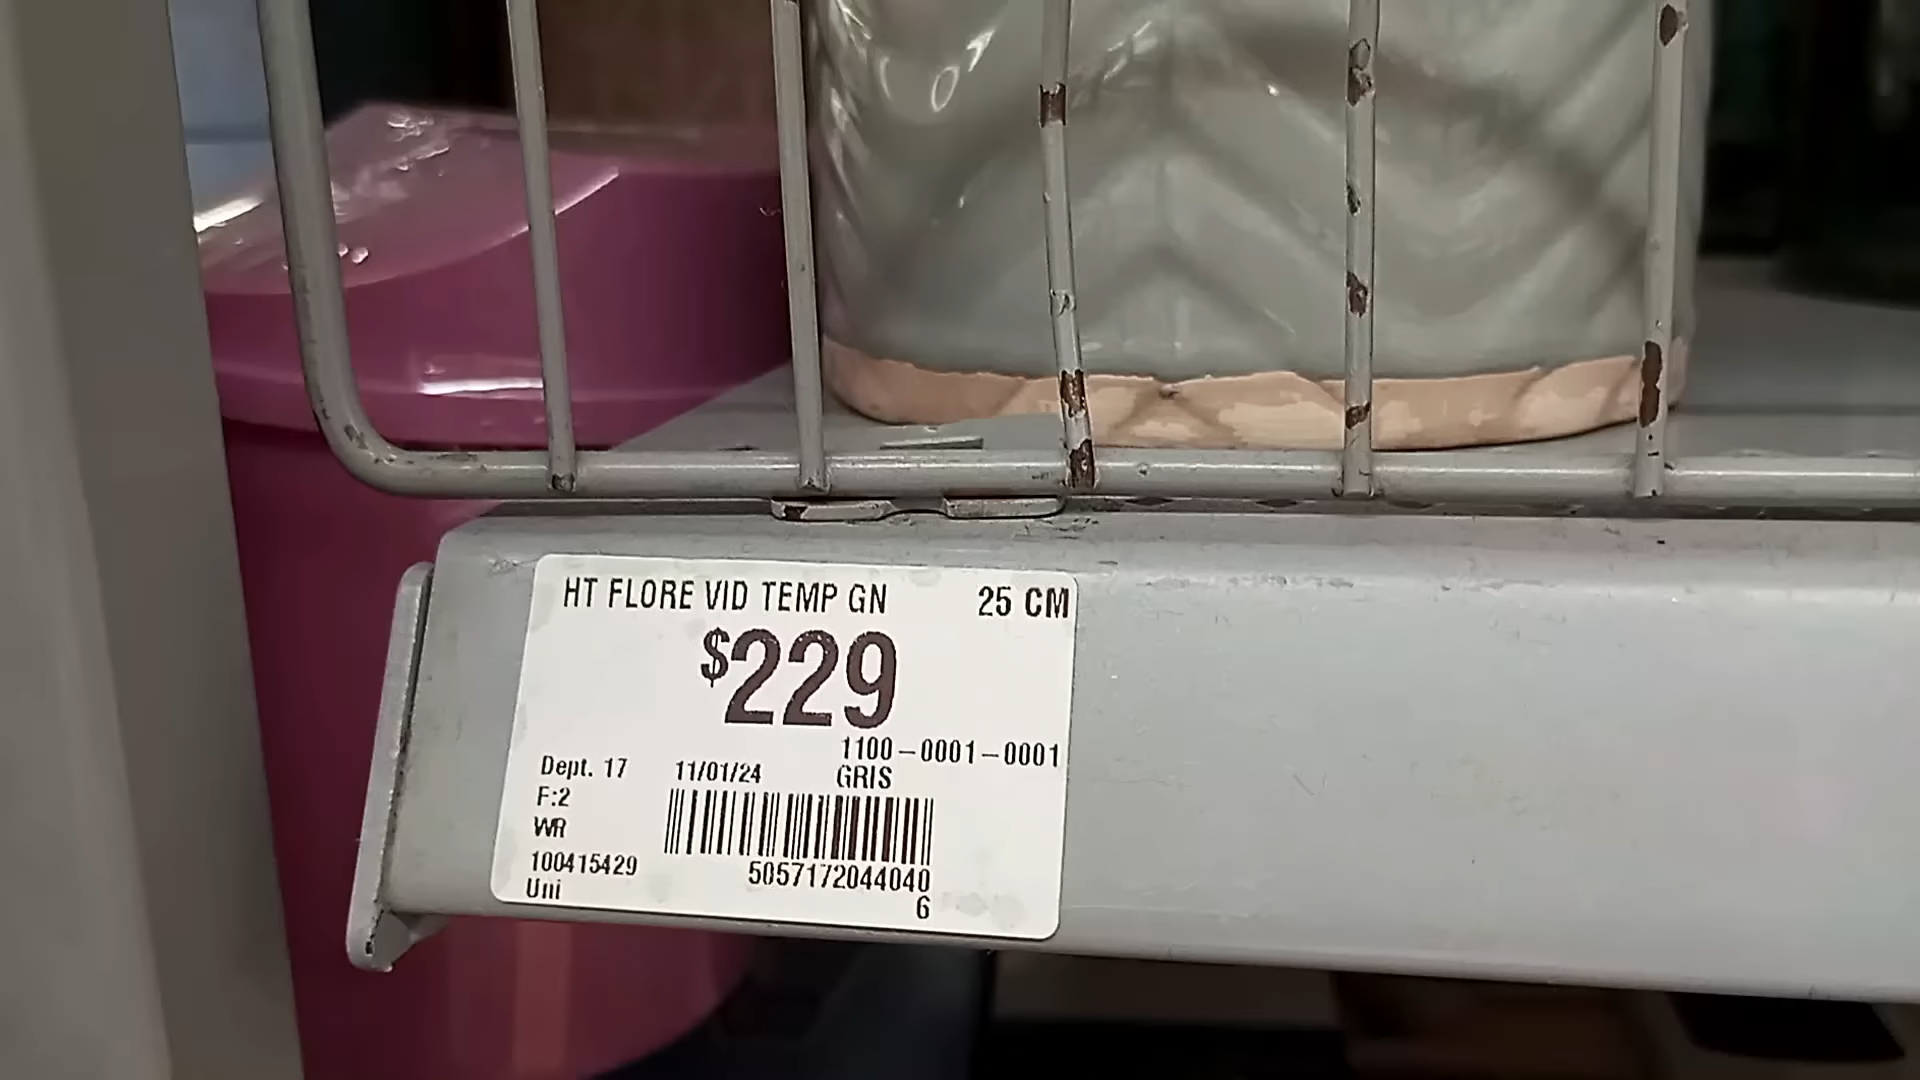 HT FLORE VID TEMP GN 25 CM
$229
1100-0001-0001
Dept. 17 11/01/24 GRIS
F:2
WR
100415429 5057172044040
Uni 6